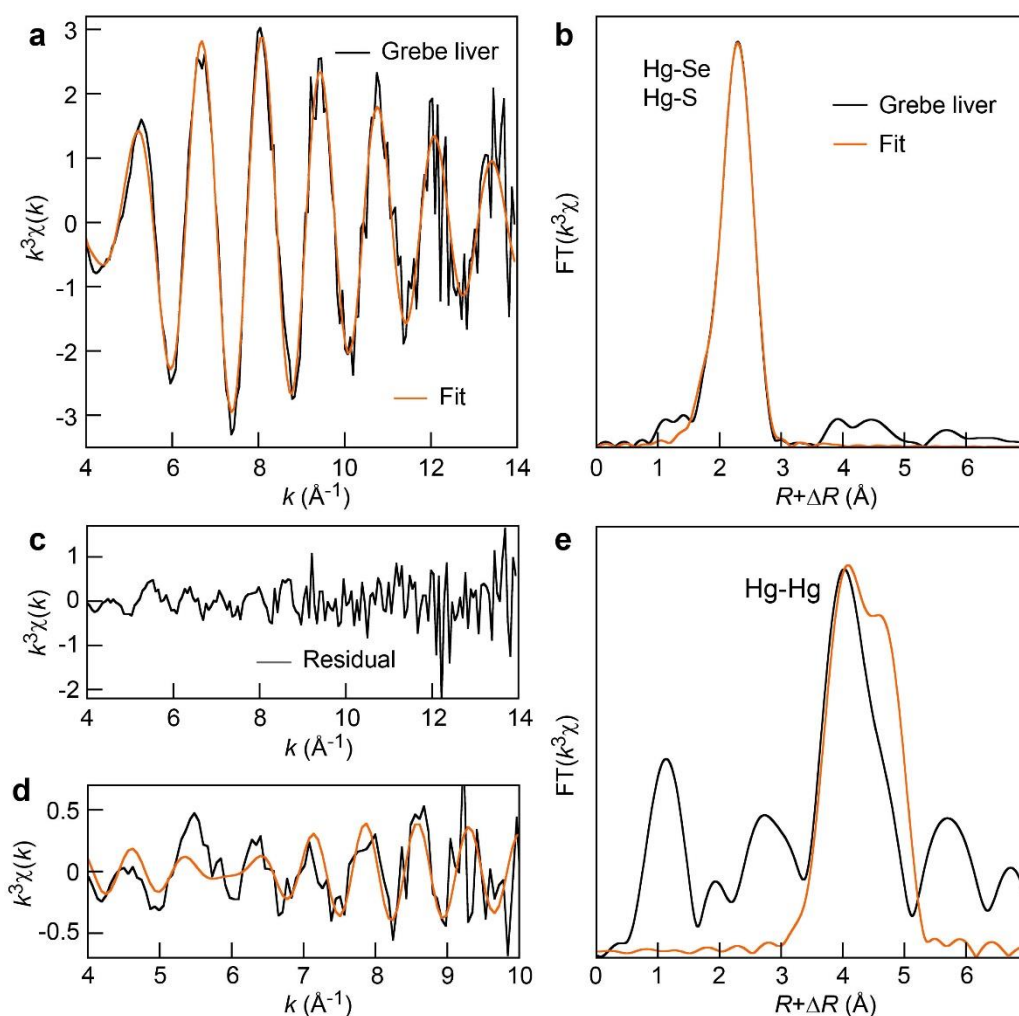 a
3
2
1
0
-1
-2
-3
k³χ(k)
Grebe liver
Fit
4
6
8
10
12
14
k (Å⁻¹)
b
Hg-Se
Hg-S
Grebe liver
Fit
FT(k³χ)
0
1
2
3
4
5
6
R+ΔR (Å)
c
1
0
-1
-2
k³χ(k)
Residual
4
6
8
10
12
14
k (Å⁻¹)
d
0.5
0
-0.5
k³χ(k)
4
5
6
7
8
9
10
k (Å⁻¹)
e
Hg-Hg
FT(k³χ)
0
1
2
3
4
5
6
R+ΔR (Å)